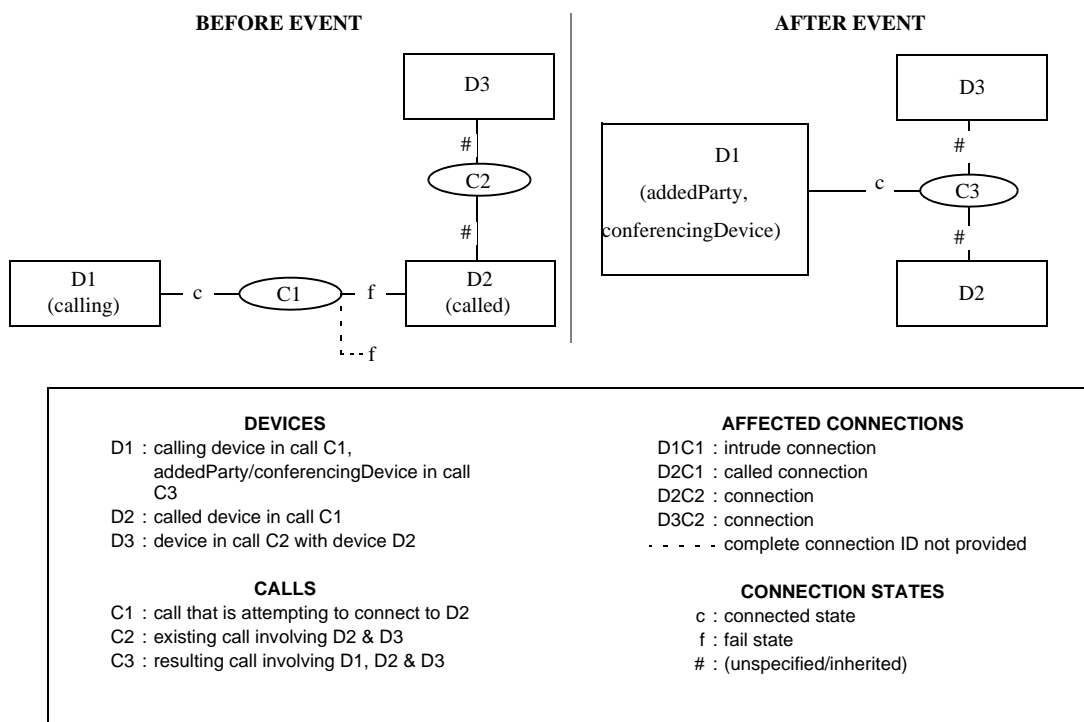 BEFORE EVENT
D3
#
C2
#
D1
(calling)
c
C1
f
D2
(called)
f
AFTER EVENT
D3
#
D1
(addedParty,
conferencingDevice)
c
C3
#
D2
DEVICES
D1 : calling device in call C1,
addedParty/conferencingDevice in call
C3
D2 : called device in call C1
D3 : device in call C2 with device D2
CALLS
C1 : call that is attempting to connect to D2
C2 : existing call involving D2 & D3
C3 : resulting call involving D1, D2 & D3
AFFECTED CONNECTIONS
D1C1 : intrude connection
D2C1 : called connection
D2C2 : connection
D3C2 : connection
- - - - - - complete connection ID not provided
CONNECTION STATES
c : connected state
f : fail state
# : (unspecified/inherited)